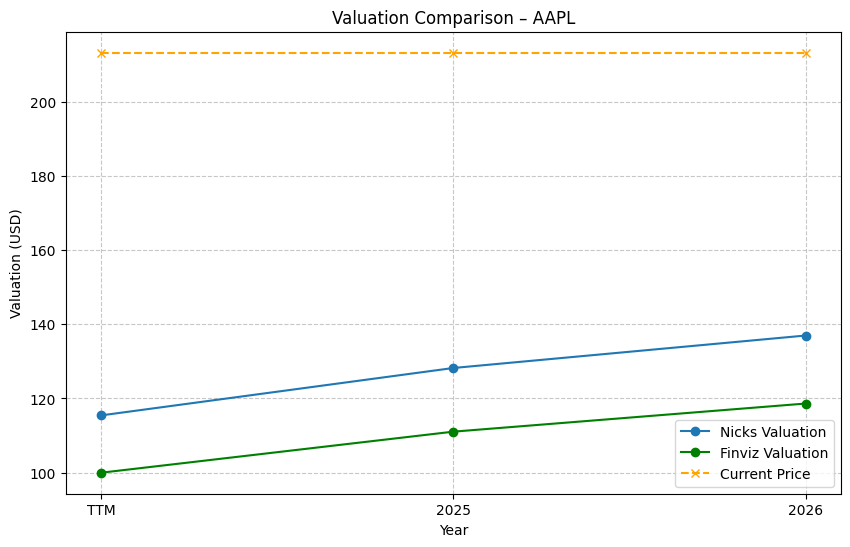 Valuation Comparison – AAPL
Valuation (USD)
200
180
160
140
120
100
TTM
2025
2026
Year
Nicks Valuation
Finviz Valuation
Current Price